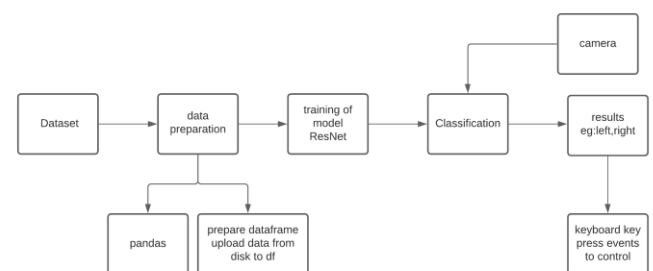 camera
Dataset
data
preparation
training of
model
ResNet
Classification
results
eg:left,right
pandas
prepare dataframe
upload data from
disk to df
keyboard key
press events
to control